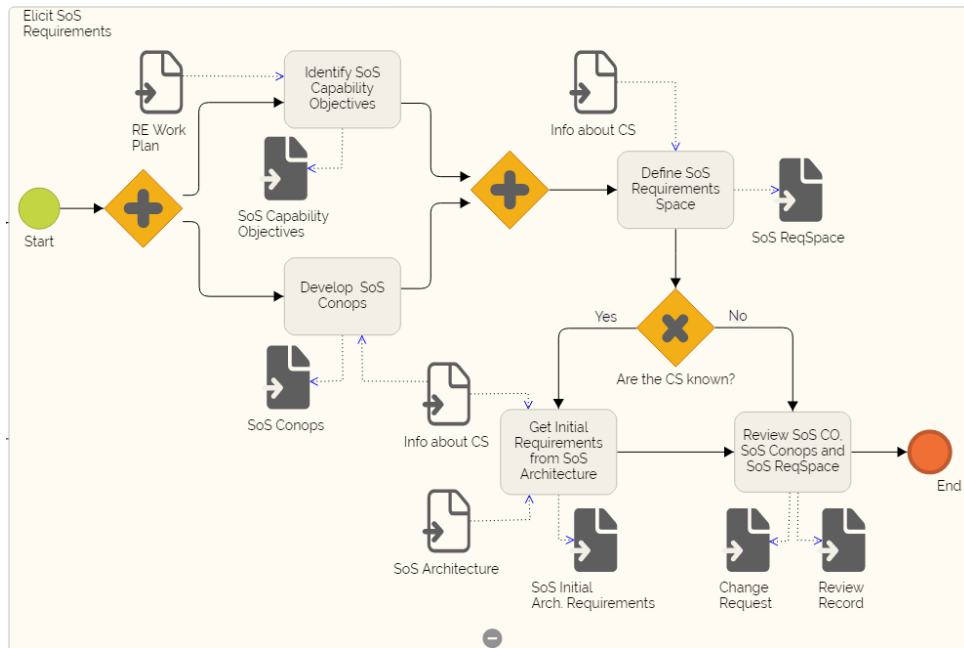 Elicit SoS
Requirements
Identify SoS
Capability
Objectives
RE Work
Plan
Info about CS
Define SoS
Requirements
Space
SoS Capability
Objectives
SoS ReqSpace
Start
Develop SoS
Conops
Yes
No
Are the CS known?
SoS Conops
Info about CS
Get Initial
Requirements
from SoS
Architecture
Review SoS CO,
SoS Conops and
SoS ReqSpace
End
SoS Architecture
SoS Initial
Arch. Requirements
Change
Request
Review
Record